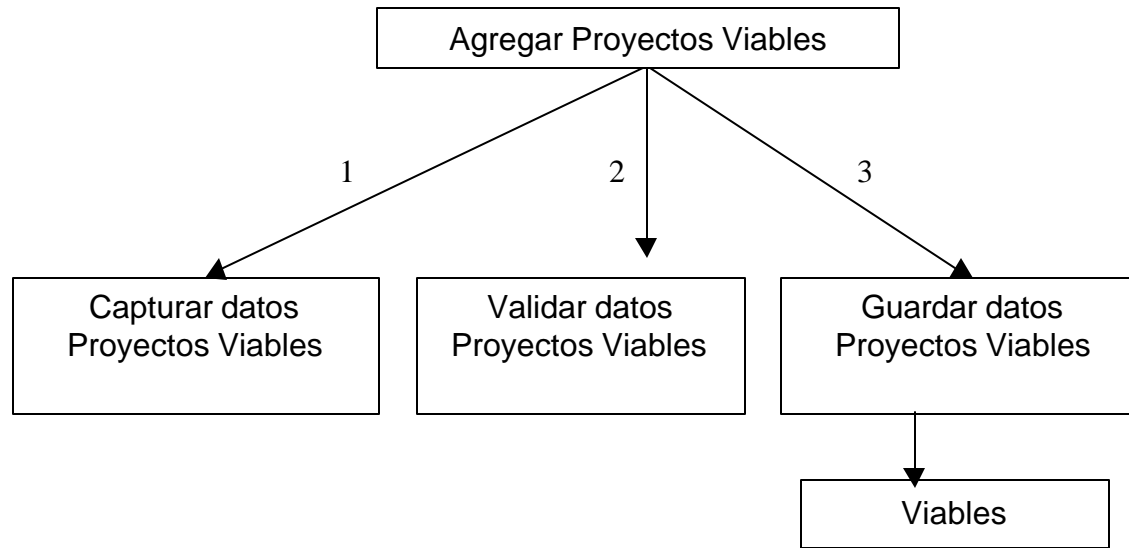 Agregar Proyectos Viables
1
2
3
Capturar datos
Proyectos Viables
Validar datos
Proyectos Viables
Guardar datos
Proyectos Viables
Viables